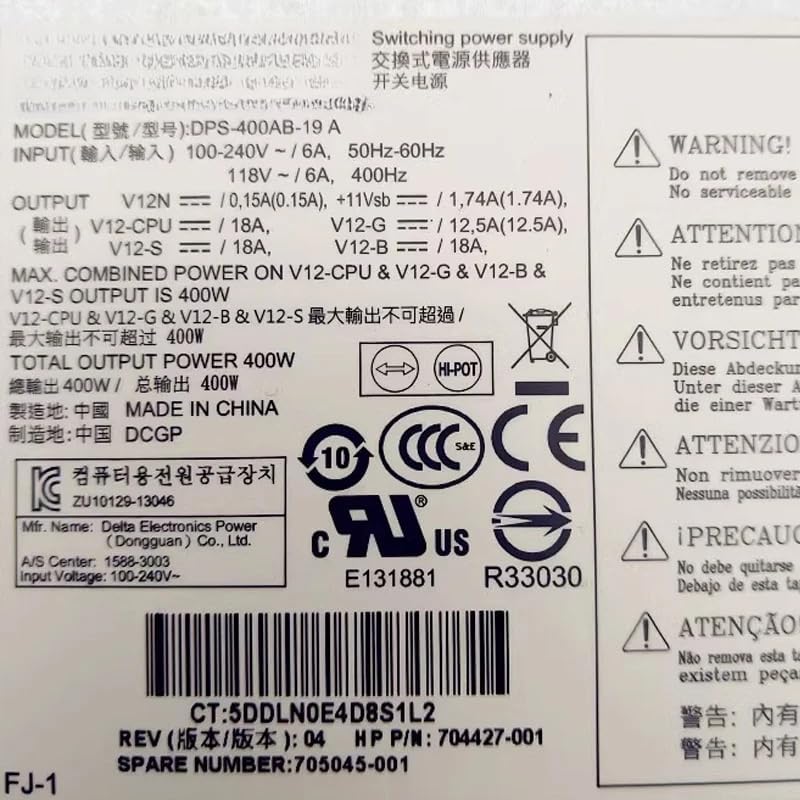 Switching power supply
交換式電源供應器
开关电源
MODEL(型號/型号):DPS-400AB-19 A
INPUT(輸入/输入) 100-240V ~ / 6A, 50Hz-60Hz
118V ~ / 6A, 400Hz
OUTPUT V12N ⎓ / 0,15A(0.15A), +11Vsb ⎓ / 1,74A(1.74A),
(輸出/输出) V12-CPU ⎓ / 18A, V12-G ⎓ / 12,5A(12.5A),
V12-S ⎓ / 18A, V12-B ⎓ / 18A,
MAX. COMBINED POWER ON V12-CPU & V12-G & V12-B &
V12-S OUTPUT IS 400W
V12-CPU & V12-G & V12-B & V12-S 最大輸出不可超過 /
最大输出不可超过 400W
TOTAL OUTPUT POWER 400W
總輸出 400W / 总输出 400W
製造地: 中國 MADE IN CHINA
制造地: 中国 DCGP
HI-POT
10
CCC S&E
CE
컴퓨터용전원공급장치
ZU10129-13046
Mfr. Name: Delta Electronics Power
(Dongguan) Co., Ltd.
A/S Center: 1588-3003
Input Voltage: 100-240V~
c RU ® US
E131881
R33030
CT:5DDLN0E4D8S1L2
REV (版本/版本): 04 HP P/N: 704427-001
SPARE NUMBER:705045-001
FJ-1
WARNING!
Do not remove
No serviceable
ATTENTION
Ne retirez pas
Ne contient pa
entretenus par
VORSICHT
Diese Abdeckun
Unter dieser A
die einer Wart
ATTENZIO
Non rimuover
Nessuna possibilità
¡PRECAUC
No debe quitarse
Debajo de esta ta
ATENÇÃO
Não remova esta ta
existem peça
警告: 內有
警告: 内有